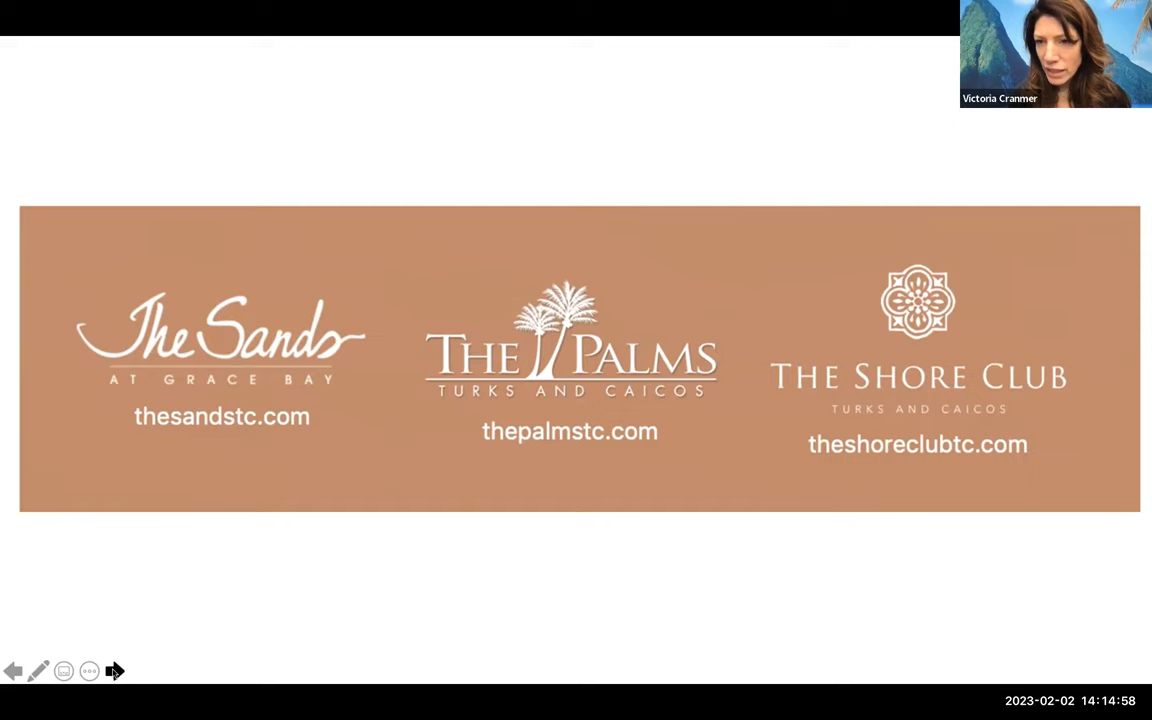 Victoria Cranmer
The Sands
AT GRACE BAY
thesandstc.com
THE PALMS
TURKS AND CAICOS
thepalmstc.com
THE SHORE CLUB
TURKS AND CAICOS
theshoreclubtc.com
2023-02-02 14:14:58